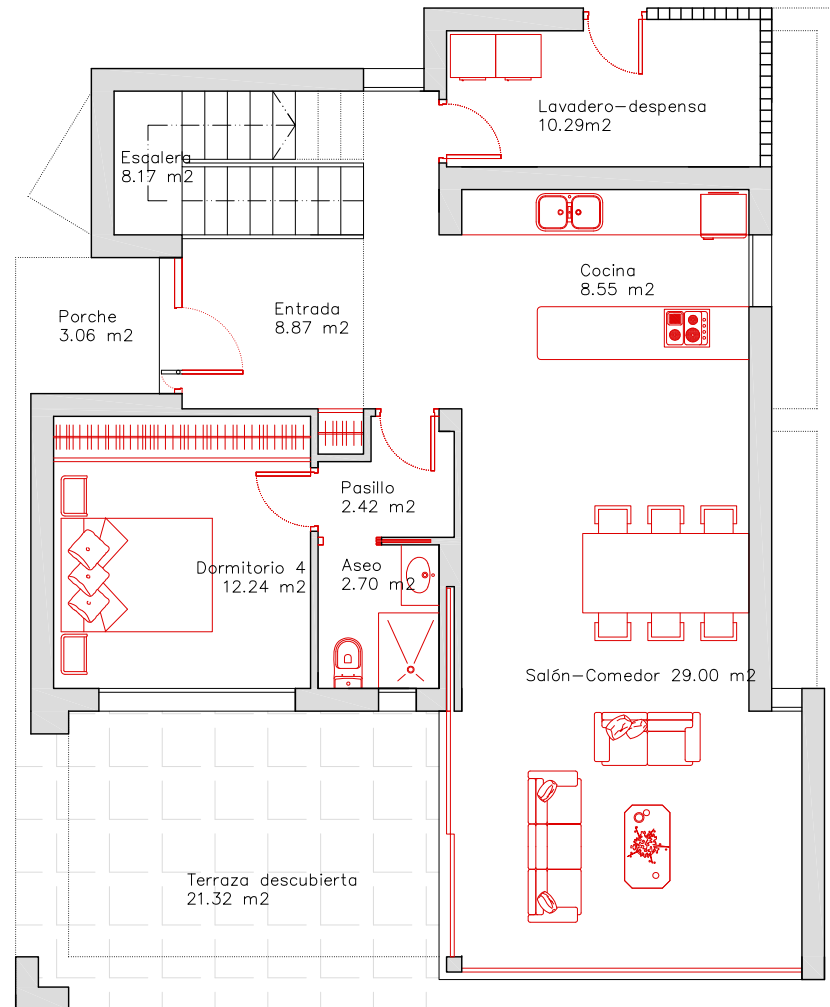 Lavadero-despensa
10.29m2
Escalera
8.17 m2
Cocina
8.55 m2
Porche
3.06 m2
Entrada
8.87 m2
Pasillo
2.42 m2
Dormitorio 4
12.24 m2
Aseo
2.70 m2
Salón-Comedor 29.00 m2
Terraza descubierta
21.32 m2